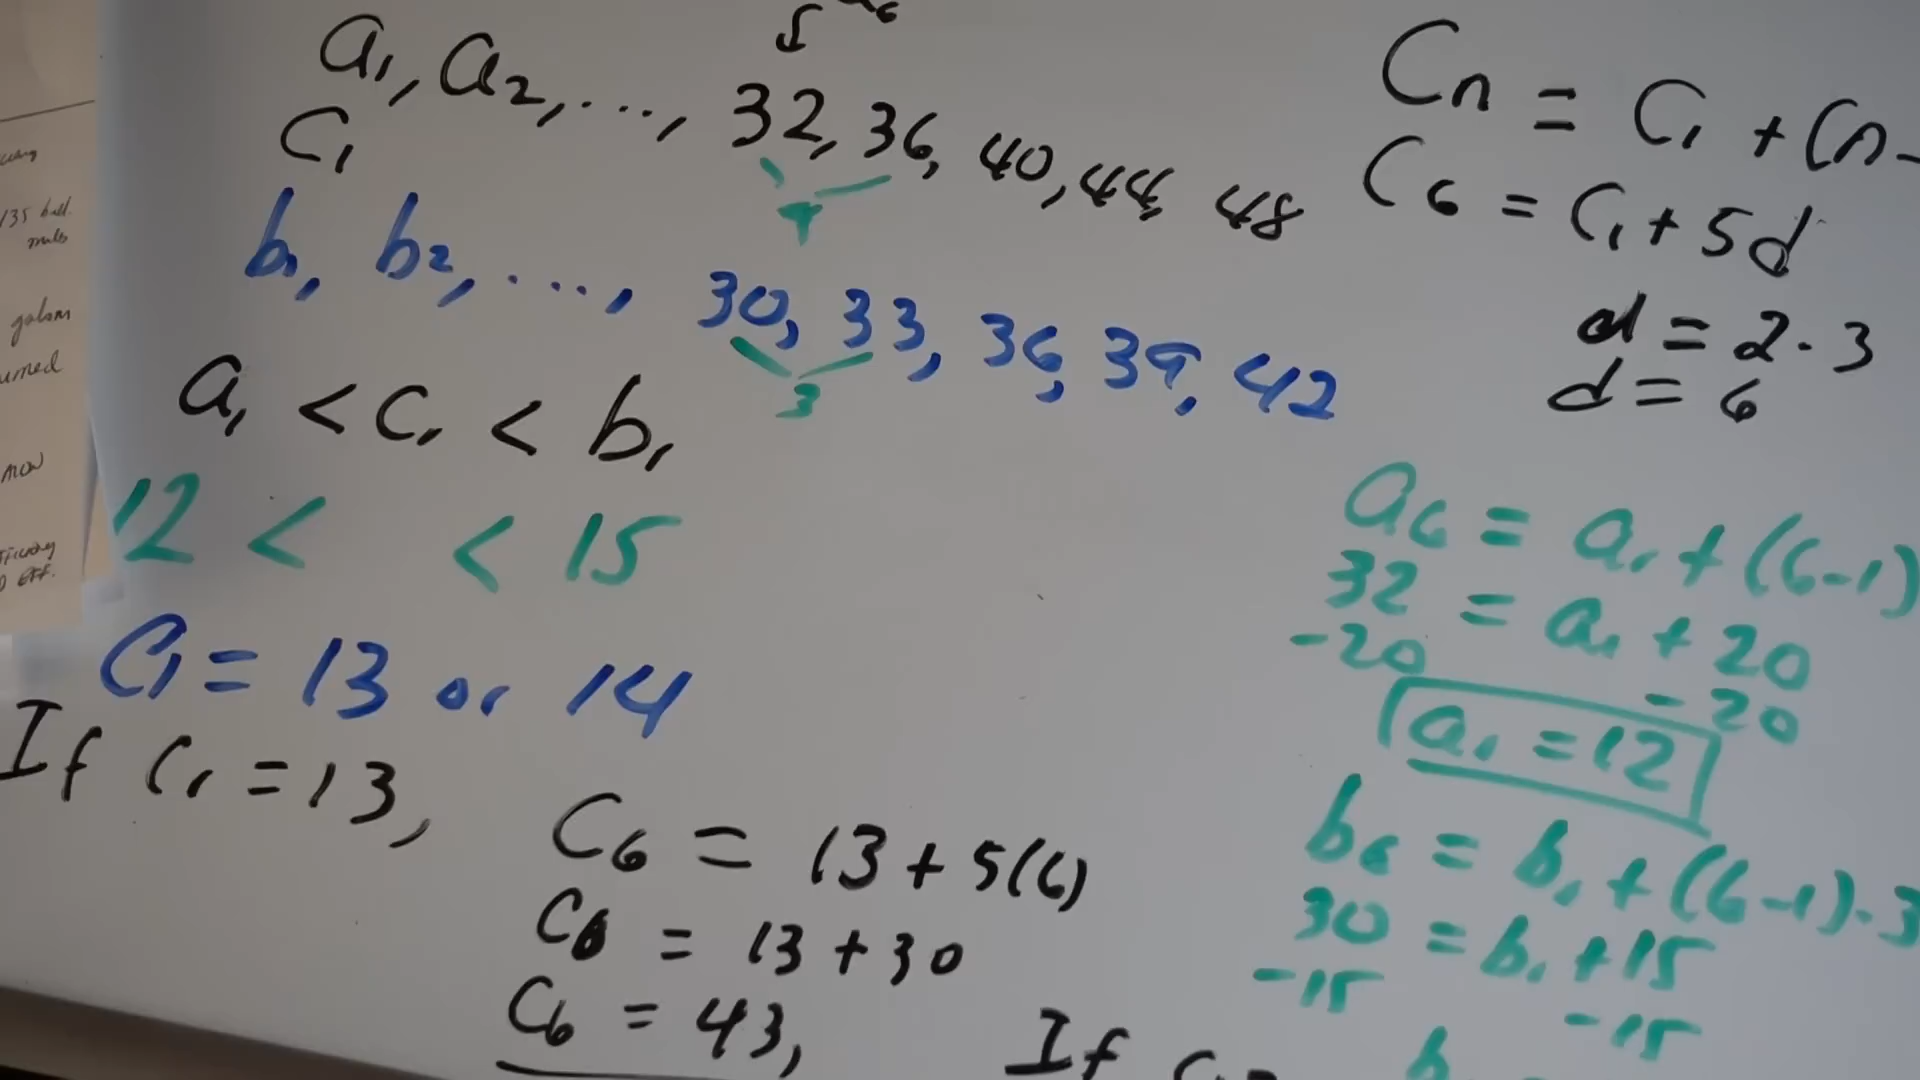 a₁, a₂, ..., 32, 36, 40, 44, 48
4
C₁
b₁, b₂, ..., 30, 33, 36, 39, 42
3
a₁ < c₁ < b₁
12 <   < 15
C₁ = 13 or 14
If C₁ = 13,
C₆ = 13 + 5(6)
C₆ = 13 + 30
C₆ = 43,
If
Cn = C₁ + (n-
C₆ = C₁ + 5d
d = 2·3
d = 6
a₆ = a₁ + (6-1)
32 = a₁ + 20
-20   -20
a₁ = 12
b₆ = b₁ + (6-1)·3
30 = b₁ + 15
-15   -15
b
135 ball.